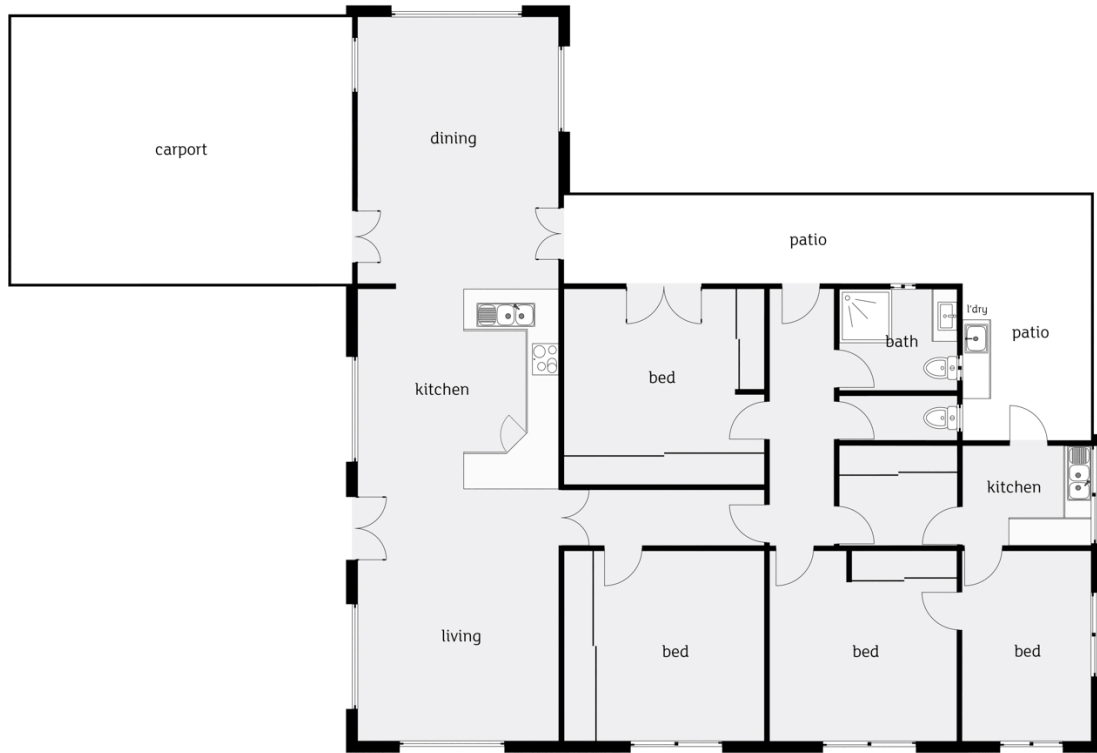 dining
carport
patio
l'dry
patio
bath
bed
kitchen
kitchen
living
bed
bed
bed